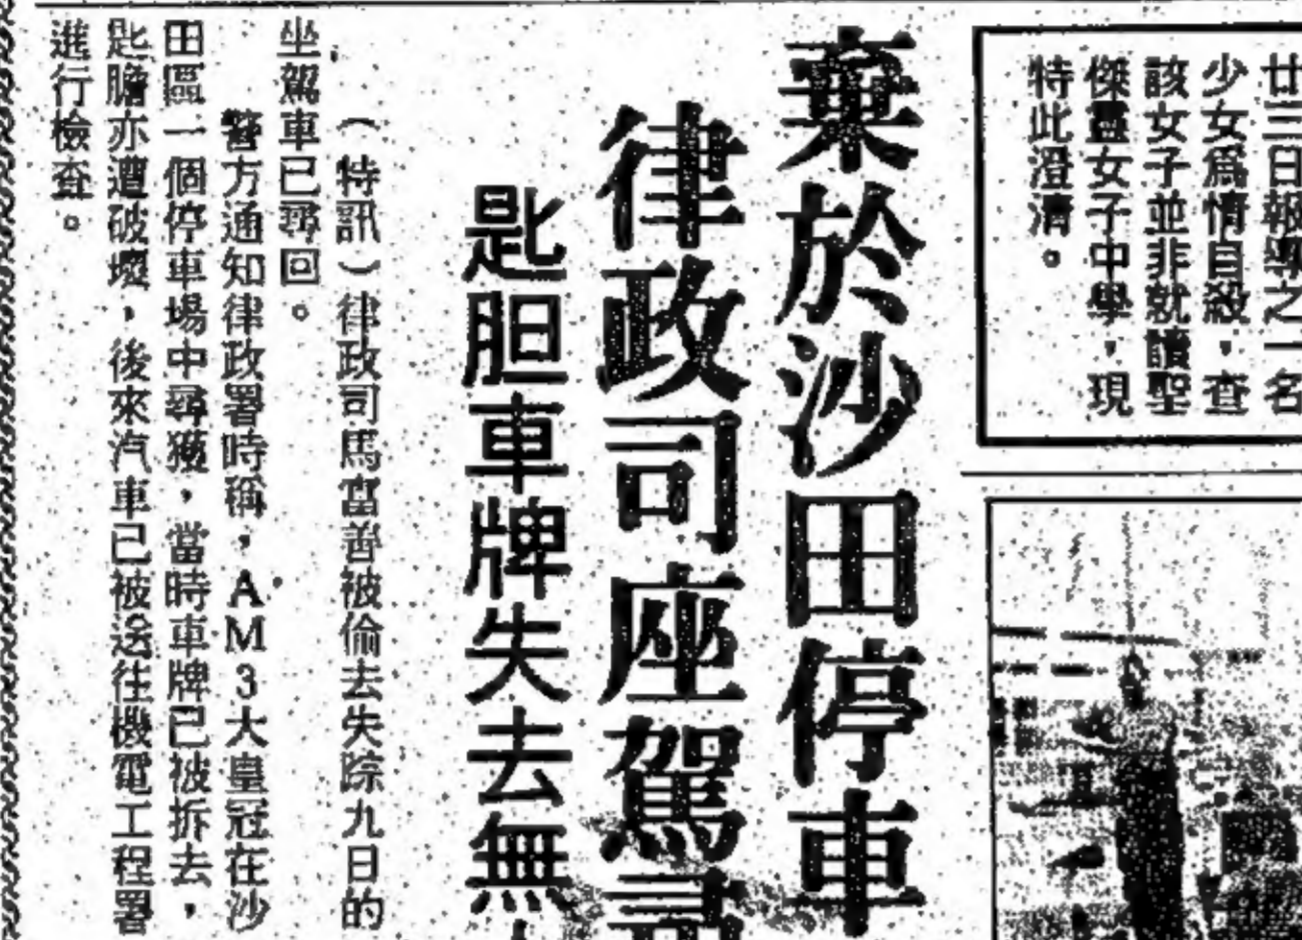 廿三日報導之一名
少女爲情自殺，查
該女子並非就讀聖
傑靈女子中學，現
特此澄清。
棄於沙田停車
律政司座駕尋
匙胆車牌失去無
（特訊）律政司馬富善被偷去失踪九日的
坐駕車已尋回。
警方通知律政署時稱，AM3大皇冠在沙
田區一個停車場中尋獲，當時車牌已被拆去，
匙膽亦遭破壞，後來汽車已被送往機電工程署
進行檢查。